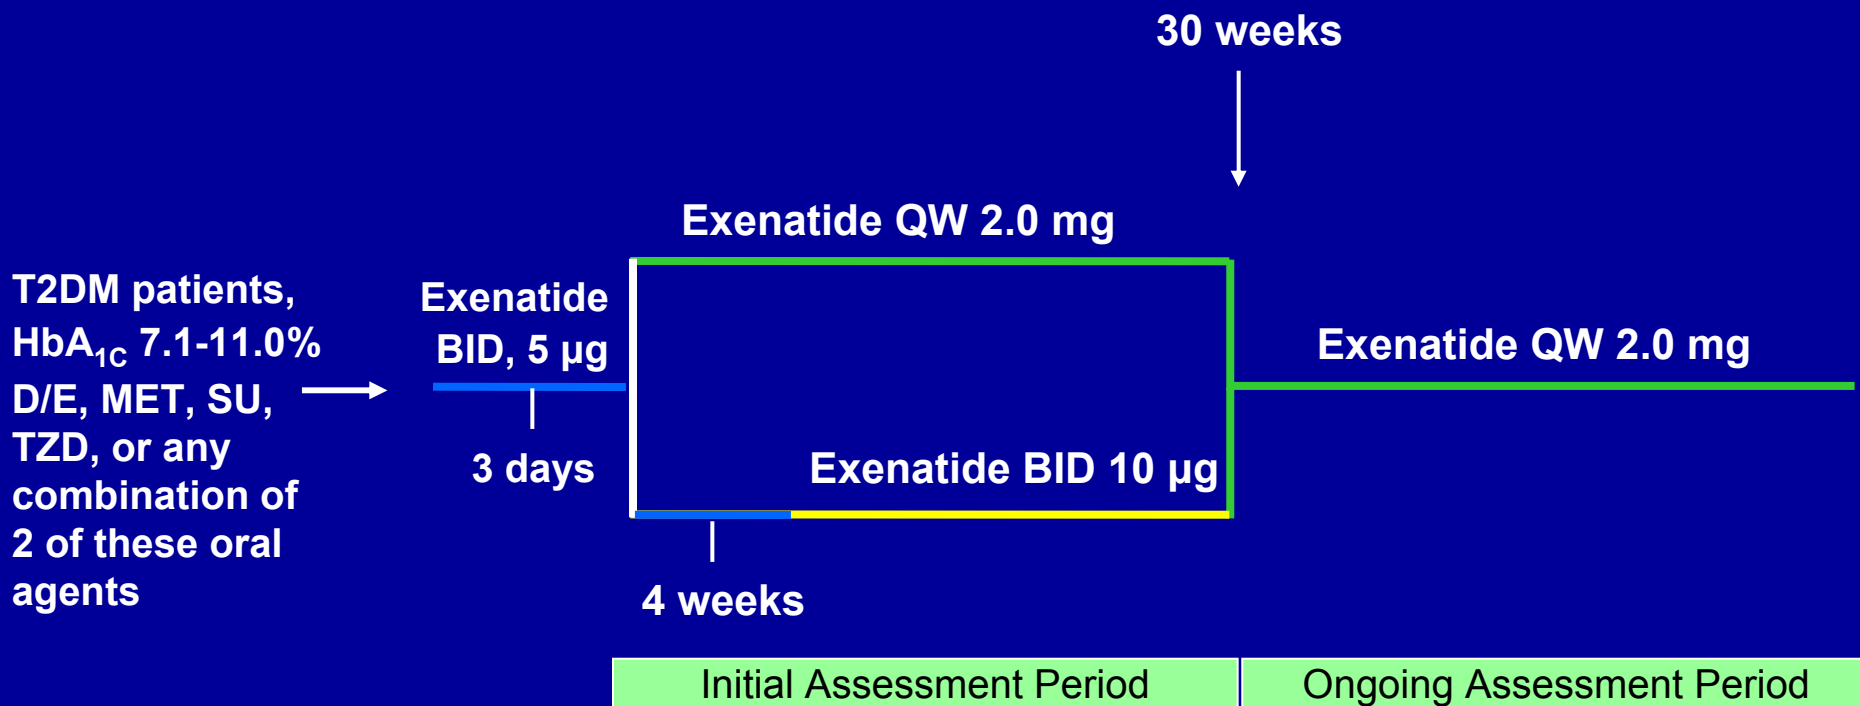 30 weeks
Exenatide QW 2.0 mg
T2DM patients,
HbA1C 7.1-11.0%
D/E, MET, SU,
TZD, or any
combination of
2 of these oral
agents
Exenatide
BID, 5 µg
3 days
Exenatide BID 10 µg
4 weeks
Exenatide QW 2.0 mg
Initial Assessment Period
Ongoing Assessment Period